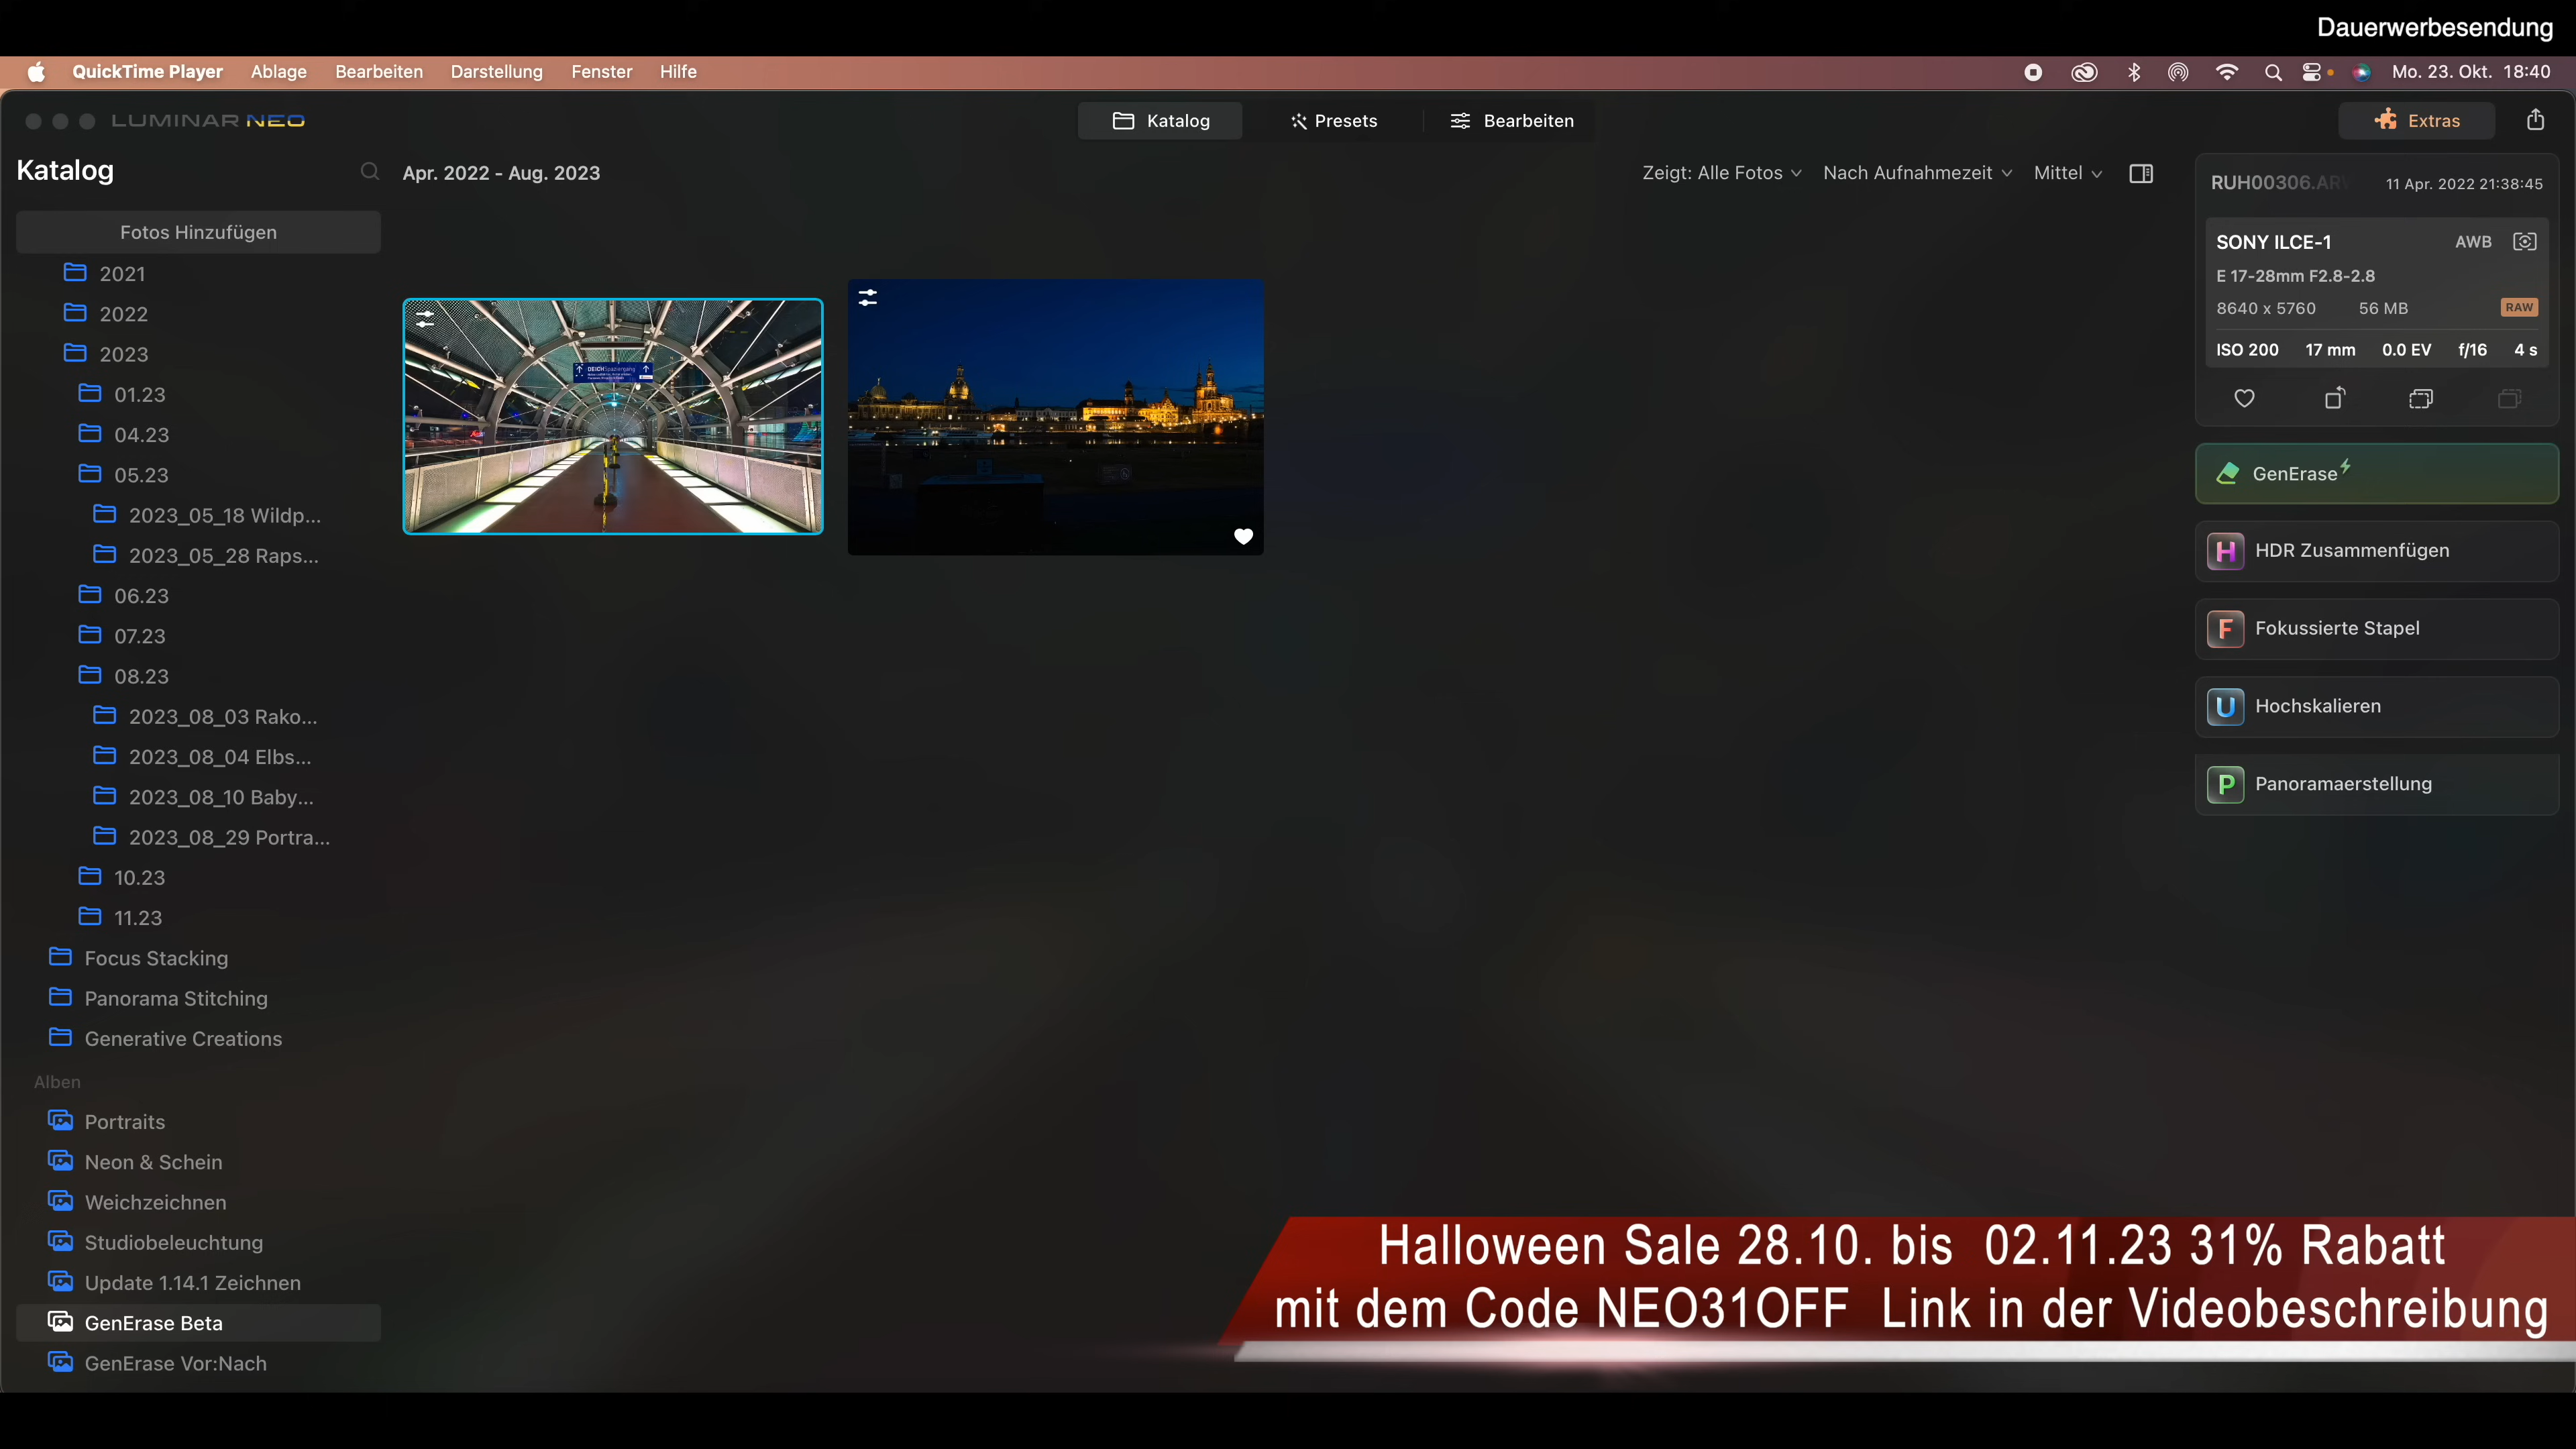 Dauerwerbesendung
QuickTime Player Ablage Bearbeiten Darstellung Fenster Hilfe
Mo. 23. Okt. 18:40
LUMINAR NEO
Katalog Presets Bearbeiten
Extras
Katalog
Apr. 2022 - Aug. 2023
Zeigt: Alle Fotos Nach Aufnahmezeit Mittel
RUH00306.ARW 11 Apr. 2022 21:38:45
Fotos Hinzufügen
SONY ILCE-1 AWB
E 17-28mm F2.8-2.8
8640 x 5760 56 MB RAW
ISO 200 17 mm 0.0 EV f/16 4 s
2021
2022
2023
01.23
04.23
05.23
2023_05_18 Wildp...
2023_05_28 Raps...
06.23
07.23
08.23
2023_08_03 Rako...
2023_08_04 Elbs...
2023_08_10 Baby...
2023_08_29 Portra...
10.23
11.23
Focus Stacking
Panorama Stitching
Generative Creations
Alben
Portraits
Neon & Schein
Weichzeichnen
Studiobeleuchtung
Update 1.14.1 Zeichnen
GenErase Beta
GenErase Vor:Nach
DEICHSpaziergang
GenErase
H HDR Zusammenfügen
F Fokussierte Stapel
U Hochskalieren
P Panoramaerstellung
Halloween Sale 28.10. bis 02.11.23 31% Rabatt
mit dem Code NEO31OFF Link in der Videobeschreibung